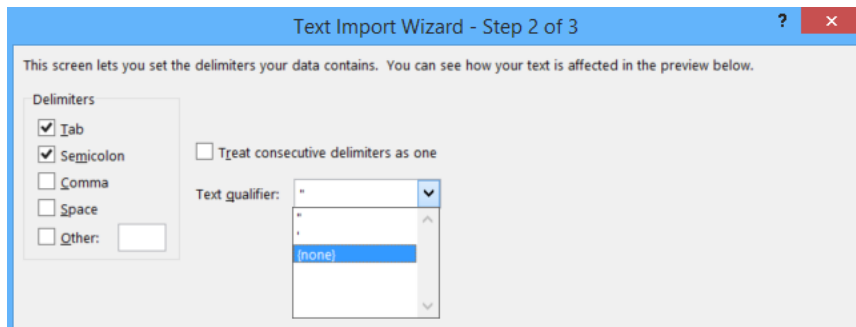 Text Import Wizard - Step 2 of 3
?
This screen lets you set the delimiters your data contains. You can see how your text is affected in the preview below.
Delimiters
Tab
Semicolon
Comma
Space
Other:
Treat consecutive delimiters as one
Text qualifier: "
"
'
{none}